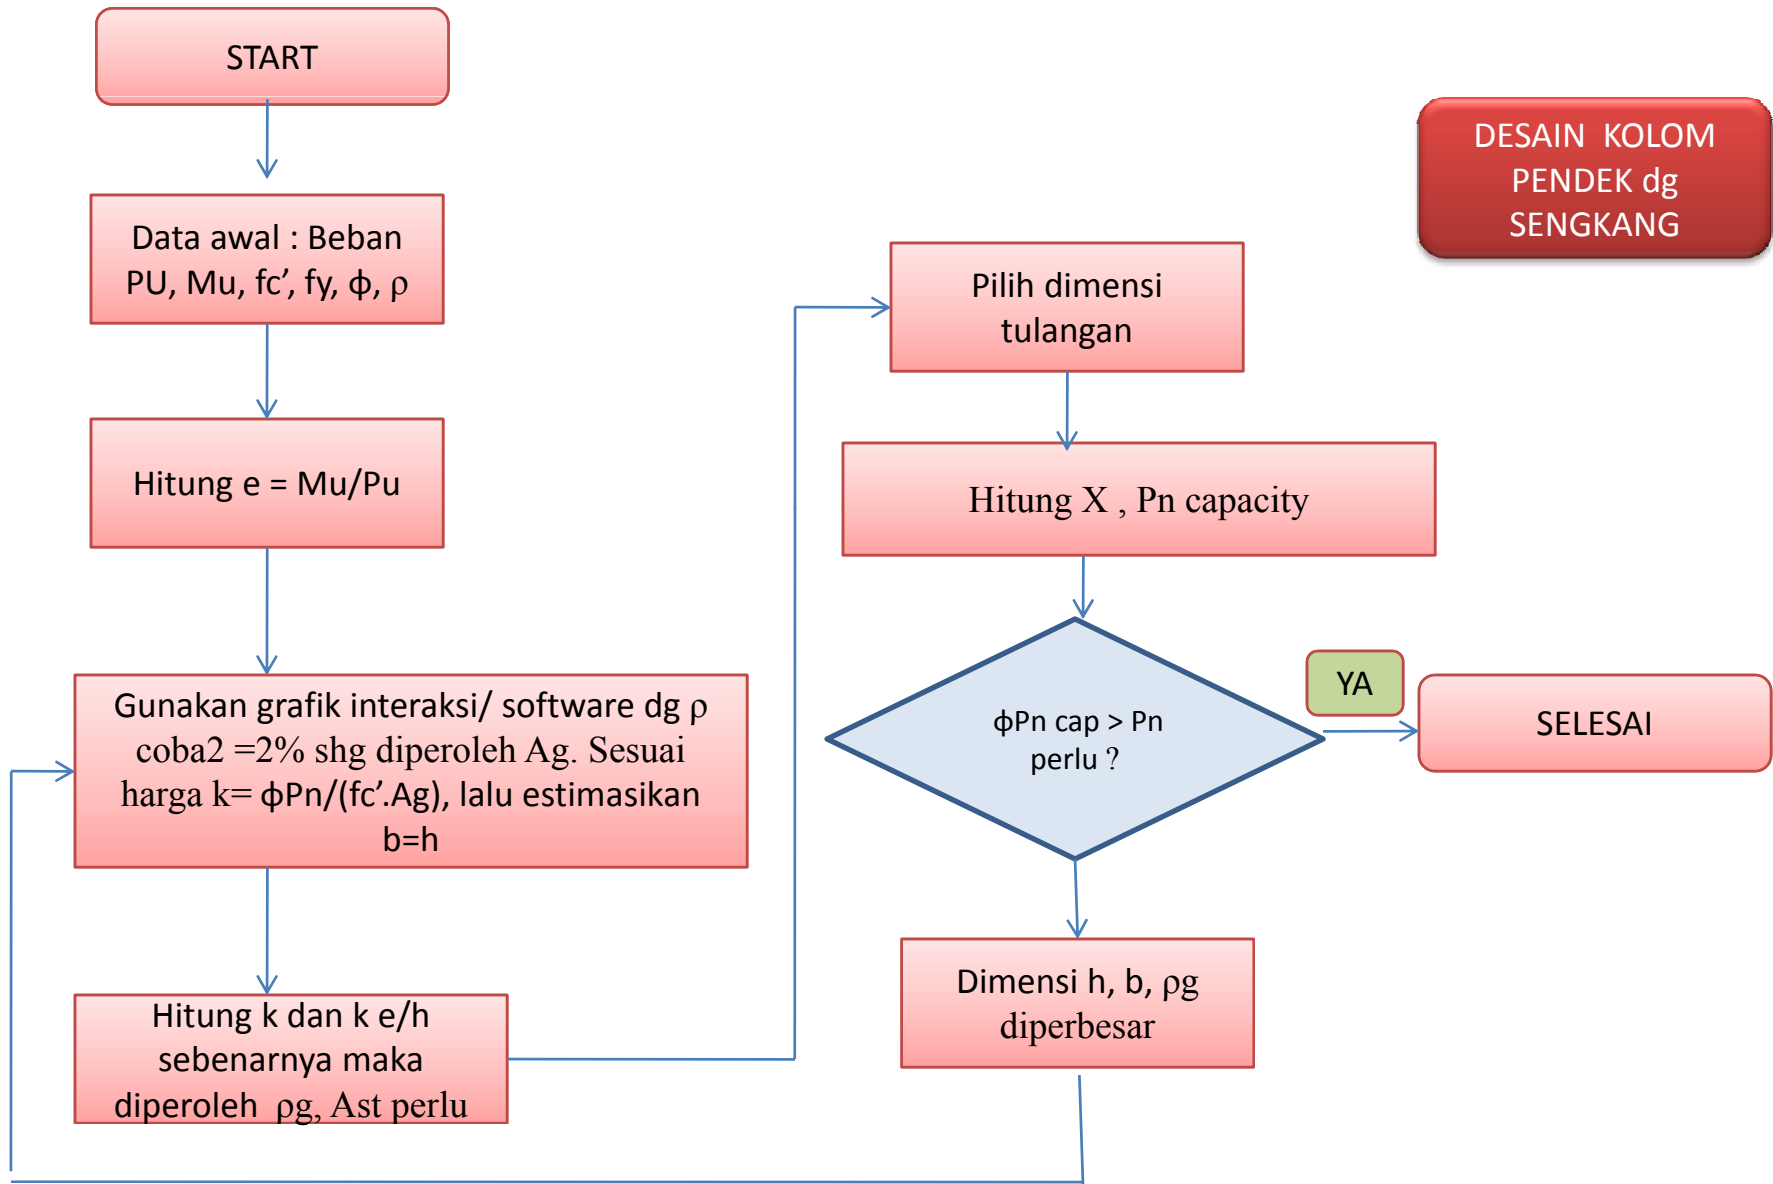 START
Data awal : Beban
PU, Mu, fc’, fy, ϕ, ρ
Hitung e = Mu/Pu
Gunakan grafik interaksi/ software dg ρ
coba2 =2% shg diperoleh Ag. Sesuai
harga k= ϕPn/(fc’.Ag), lalu estimasikan
b=h
Hitung k dan k e/h
sebenarnya maka
diperoleh ρg, Ast perlu
Pilih dimensi
tulangan
Hitung X , Pn capacity
ϕPn cap > Pn
perlu ?
YA
SELESAI
Dimensi h, b, ρg
diperbesar
DESAIN KOLOM
PENDEK dg
SENGKANG